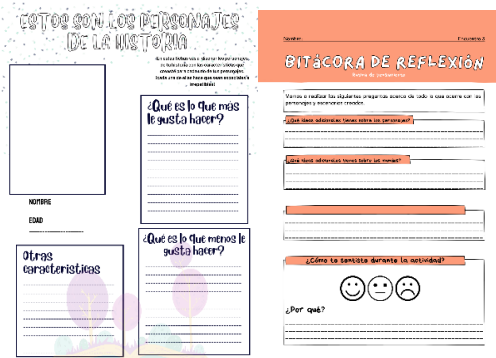 ESTOS SON LOS PERSONAJES
DE LA HISTORIA
¿Qué es lo que más
le gusta hacer?
NOMBRE
EDAD
Otras
características
¿Qué es lo que menos le
gusta hacer?
Nombre:
Encuentro 3
BITÁCORA DE REFLEXIÓN
Vamos a realizar las siguientes preguntas acerca de todo lo que ocurre con los
personajes y escenarios creados.
¿Qué ideas adicionales tienes sobre los personajes?
¿Qué ideas adicionales tienes sobre los mundos?
¿Cómo te sentiste durante la actividad?
¿Por qué?